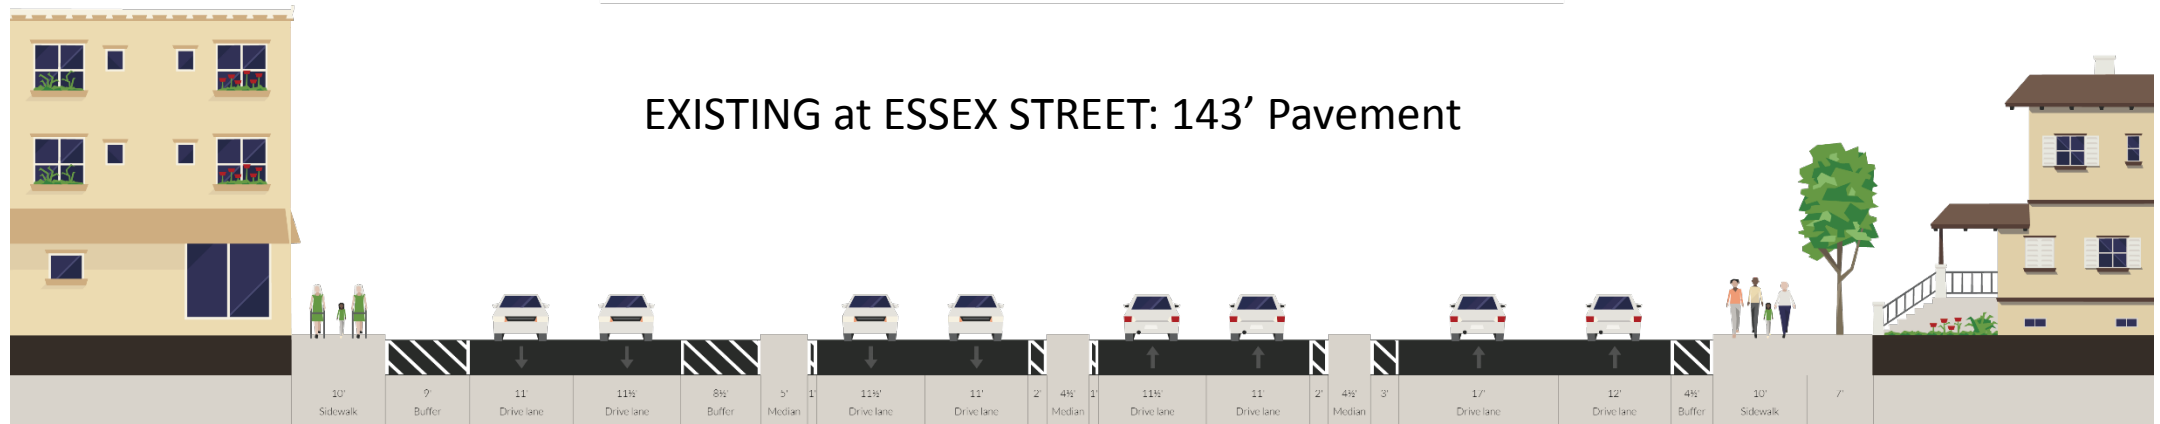 EXISTING at ESSEX STREET: 143’ Pavement
10' 9' 11' 11½' 8½' 5' 1' 11½' 11' 2' 4½' 1' 11½' 11' 2' 4½' 3' 17' 12' 4½' 10' 7'
Sidewalk Buffer Drive lane Drive lane Buffer Median Drive lane Drive lane Median Drive lane Drive lane Median Drive lane Drive lane Buffer Sidewalk